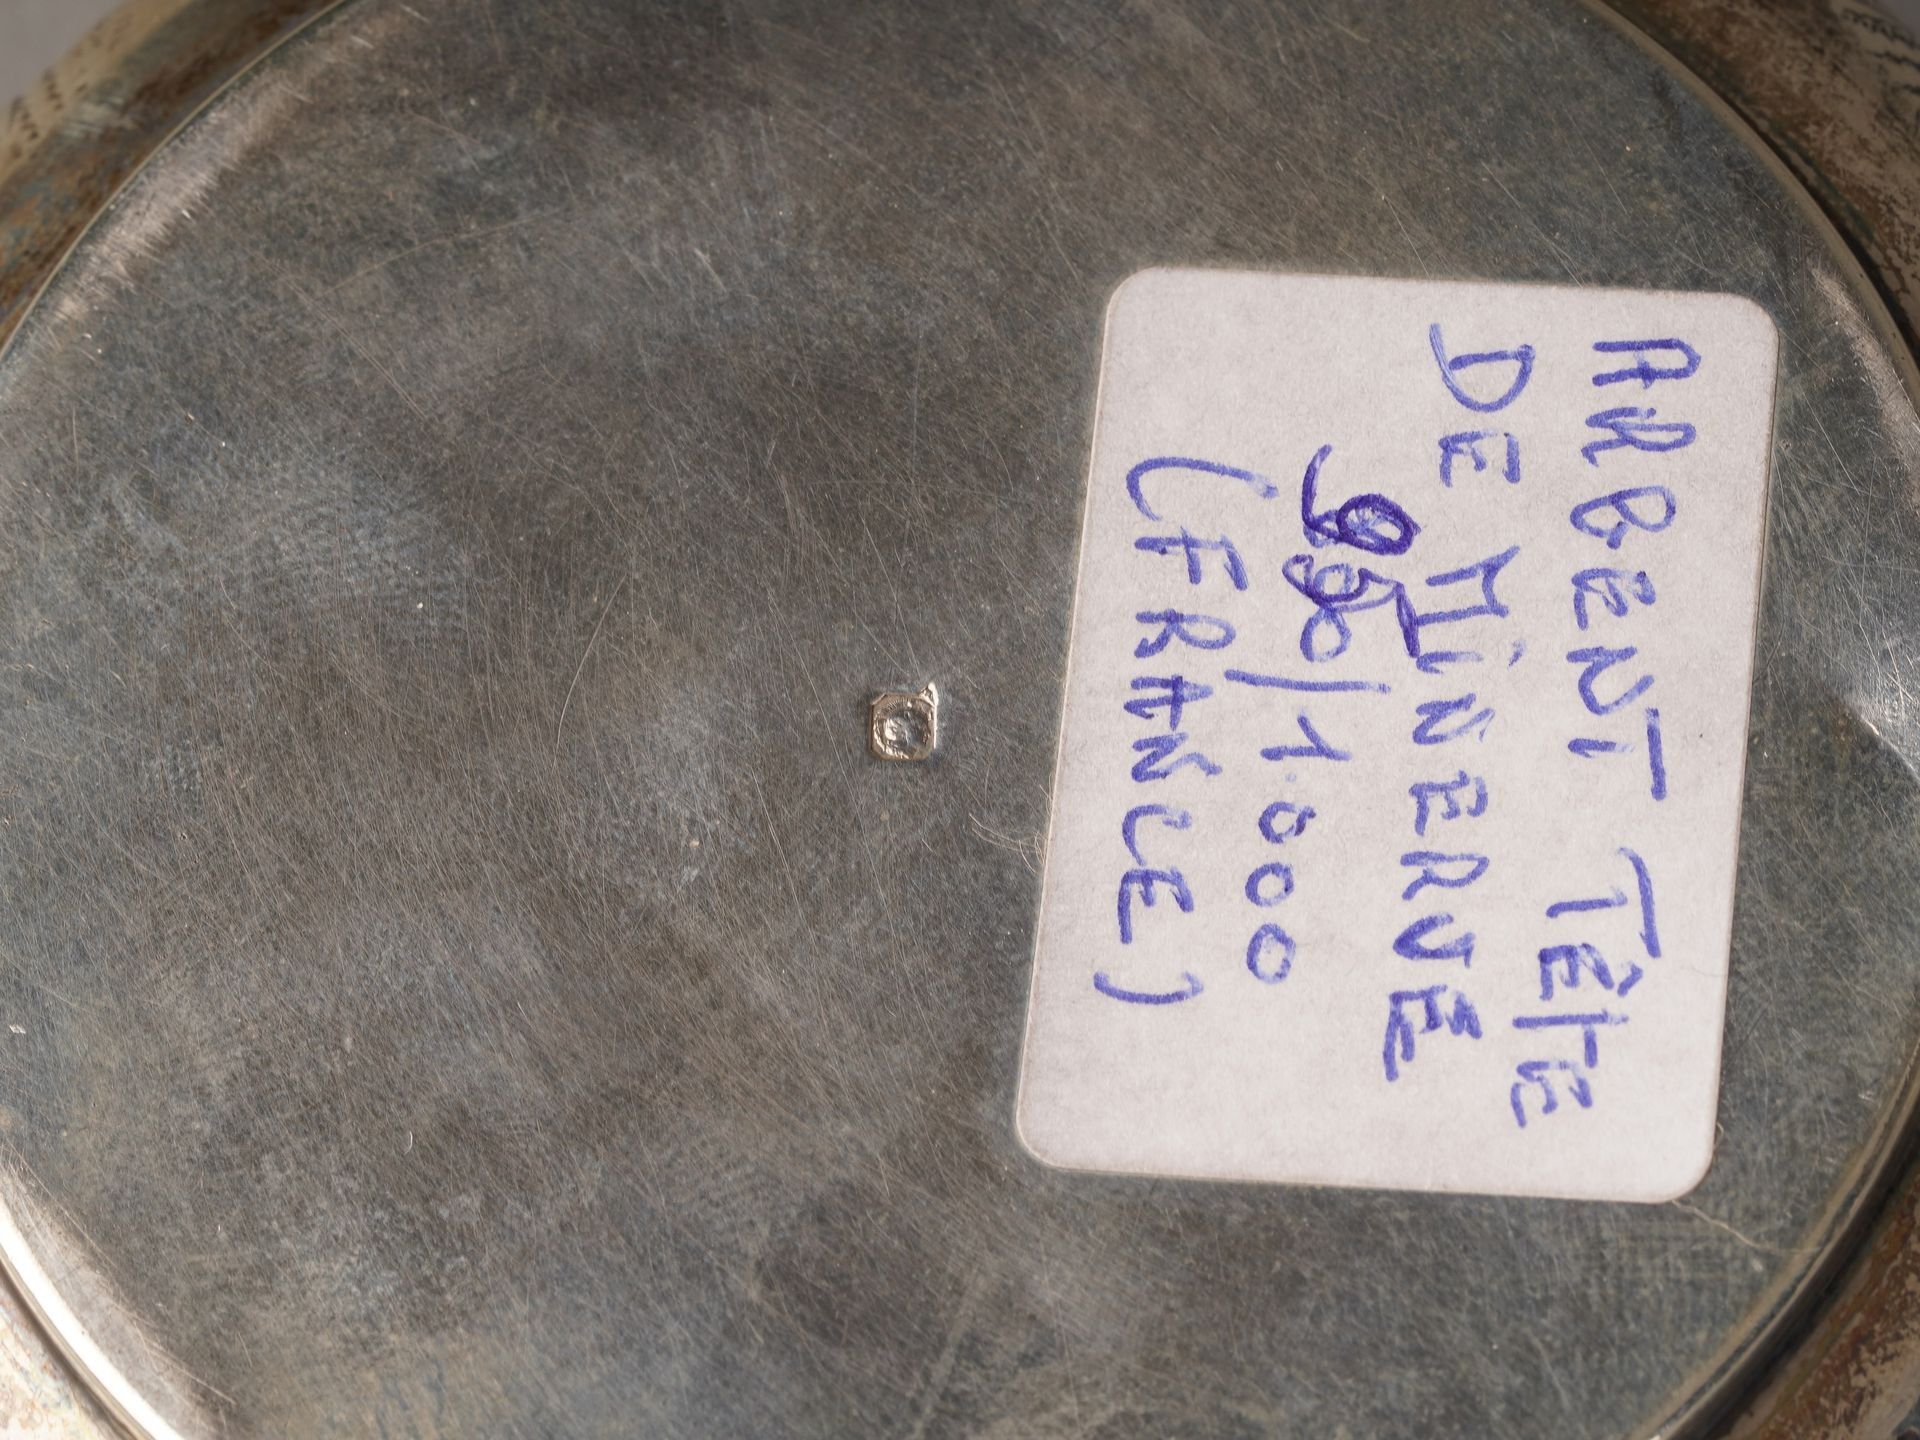 ARGENT TÊTE
DE MINERVE
950/1.000
(FRANCE)